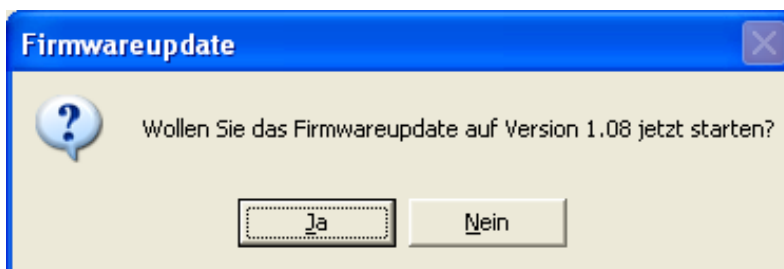 Firmwareupdate
Wollen Sie das Firmwareupdate auf Version 1.08 jetzt starten?
Ja
Nein